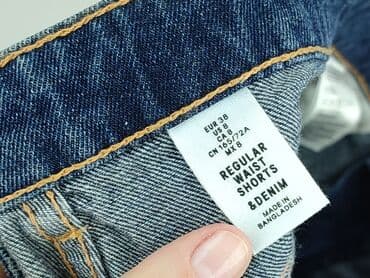 EUR 38
US 8
CA 8
CN 165/72A
MX 8
REGULAR
WAIST
SHORTS
&DENIM
MADE IN
BANGLADESH